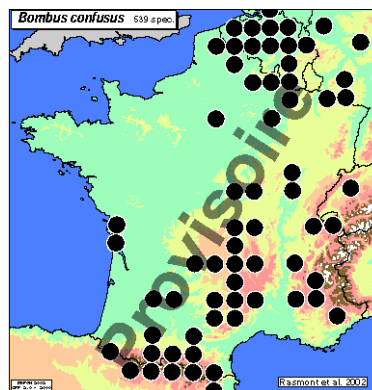 Bombus confusus 539 spec.
Provisoire
Rasmont et al. 2002